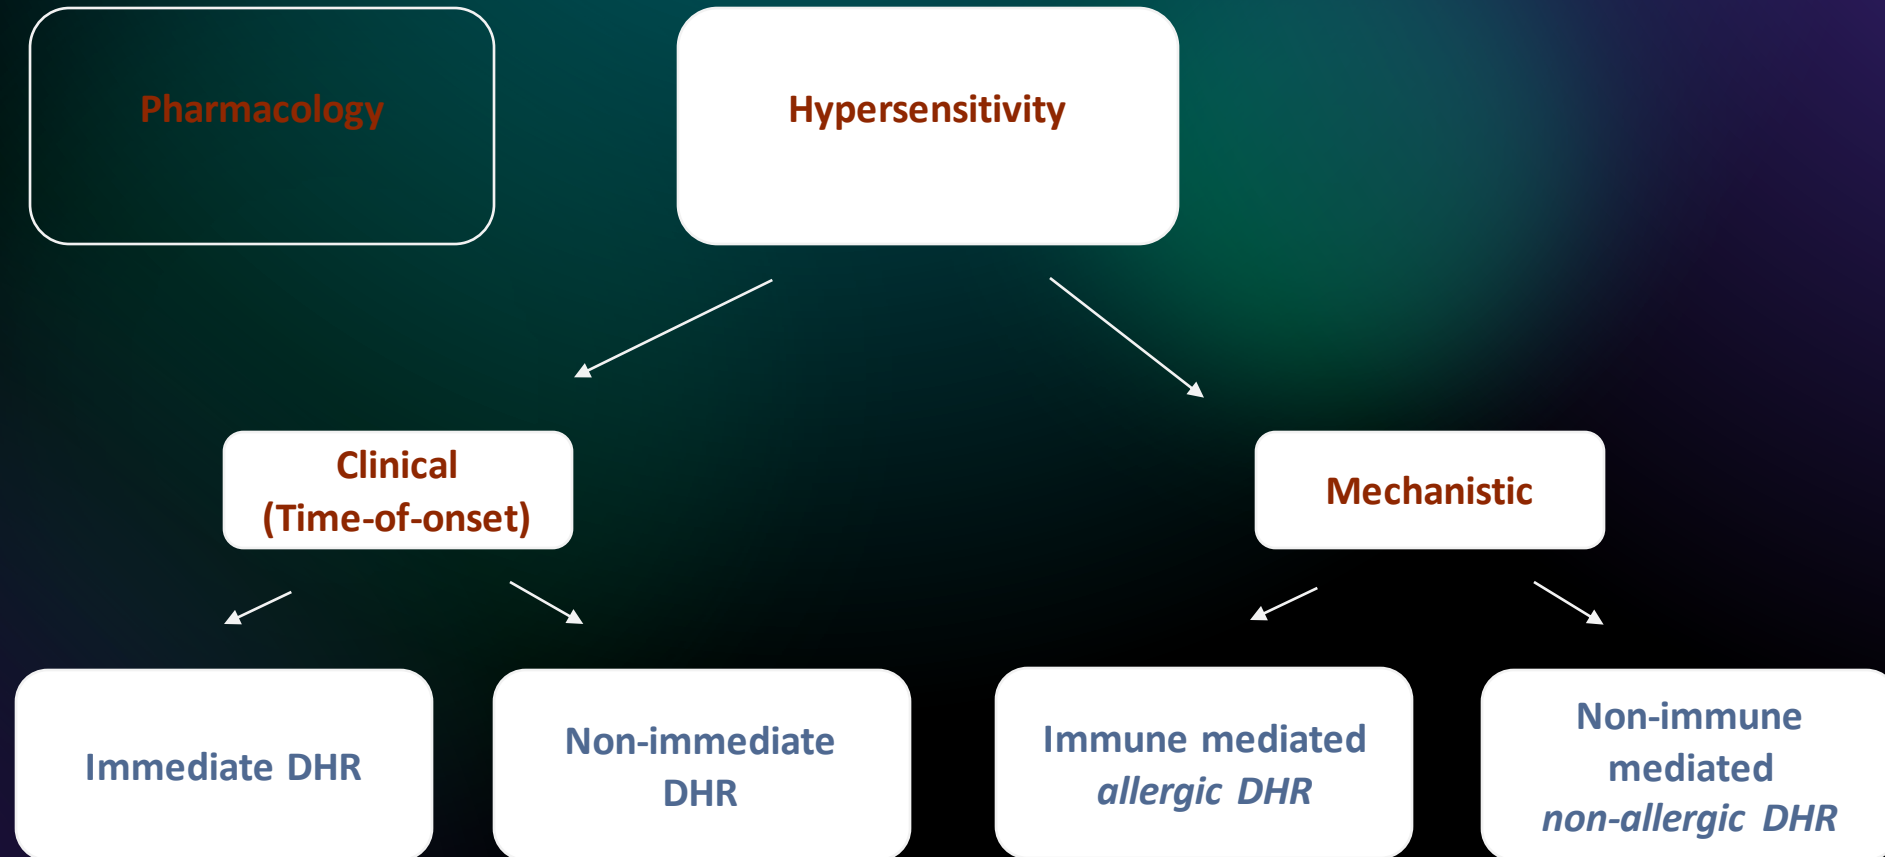 Pharmacology
Hypersensitivity
Clinical
(Time-of-onset)
Mechanistic
Immediate DHR
Non-immediate
DHR
Immune mediated
allergic DHR
Non-immune
mediated
non-allergic DHR